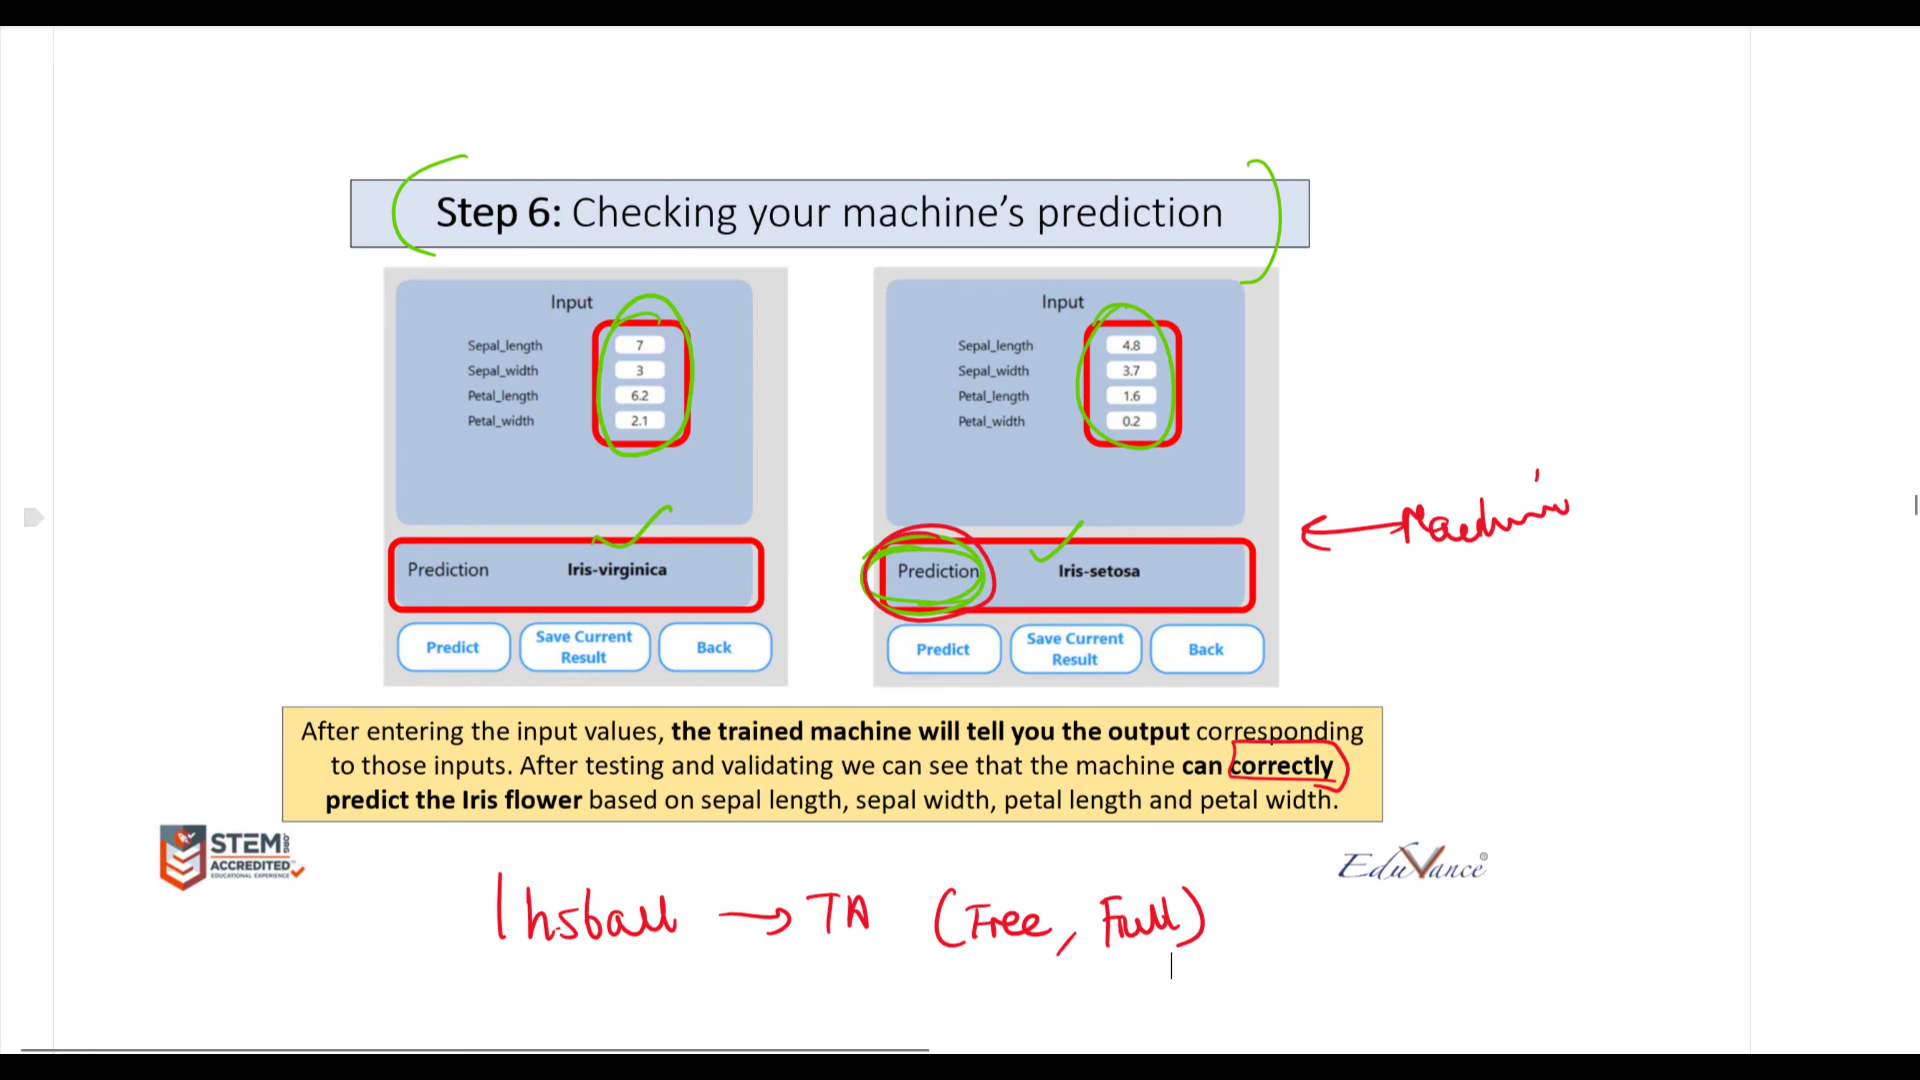 Step 6: Checking your machine's prediction
Input
Sepal_length 7
Sepal_width 3
Petal_length 6.2
Petal_width 2.1
Prediction Iris-virginica
Predict Save Current Result Back
Input
Sepal_length 4.8
Sepal_width 3.7
Petal_length 1.6
Petal_width 0.2
Prediction Iris-setosa
Predict Save Current Result Back
After entering the input values, the trained machine will tell you the output corresponding
to those inputs. After testing and validating we can see that the machine can correctly
predict the Iris flower based on sepal length, sepal width, petal length and petal width.
STEM.ORG
ACCREDITED™
EDUCATIONAL EXPERIENCE
EduVance
→ TA (Free, Full)